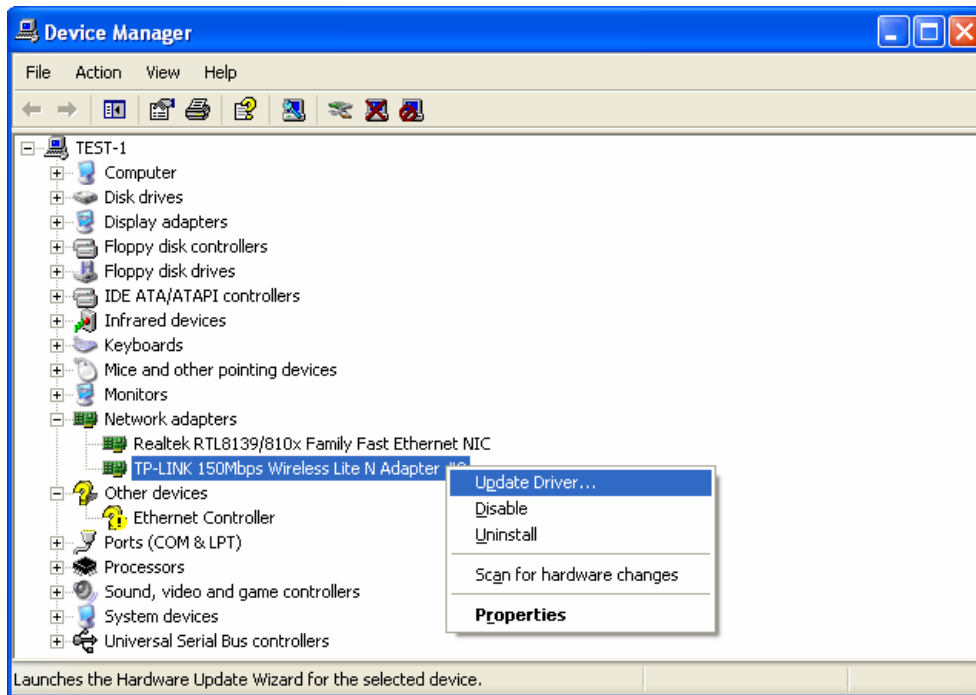 Device Manager
File Action View Help
TEST-1
Computer
Disk drives
Display adapters
Floppy disk controllers
Floppy disk drives
IDE ATA/ATAPI controllers
Infrared devices
Keyboards
Mice and other pointing devices
Monitors
Network adapters
Realtek RTL8139/810x Family Fast Ethernet NIC
TP-LINK 150Mbps Wireless Lite N Adapter
Other devices
Ethernet Controller
Ports (COM & LPT)
Processors
Sound, video and game controllers
System devices
Universal Serial Bus controllers
Update Driver...
Disable
Uninstall
Scan for hardware changes
Properties
Launches the Hardware Update Wizard for the selected device.